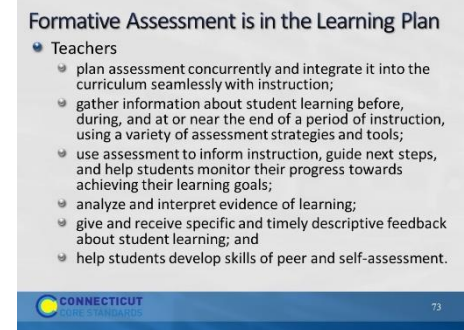 Formative Assessment is in the Learning Plan
Teachers
plan assessment concurrently and integrate it into the
curriculum seamlessly with instruction;
gather information about student learning before,
during, and at or near the end of a period of instruction,
using a variety of assessment strategies and tools;
use assessment to inform instruction, guide next steps,
and help students monitor their progress towards
achieving their learning goals;
analyze and interpret evidence of learning;
give and receive specific and timely descriptive feedback
about student learning; and
help students develop skills of peer and self-assessment.
CONNECTICUT
CORE STANDARDS
73